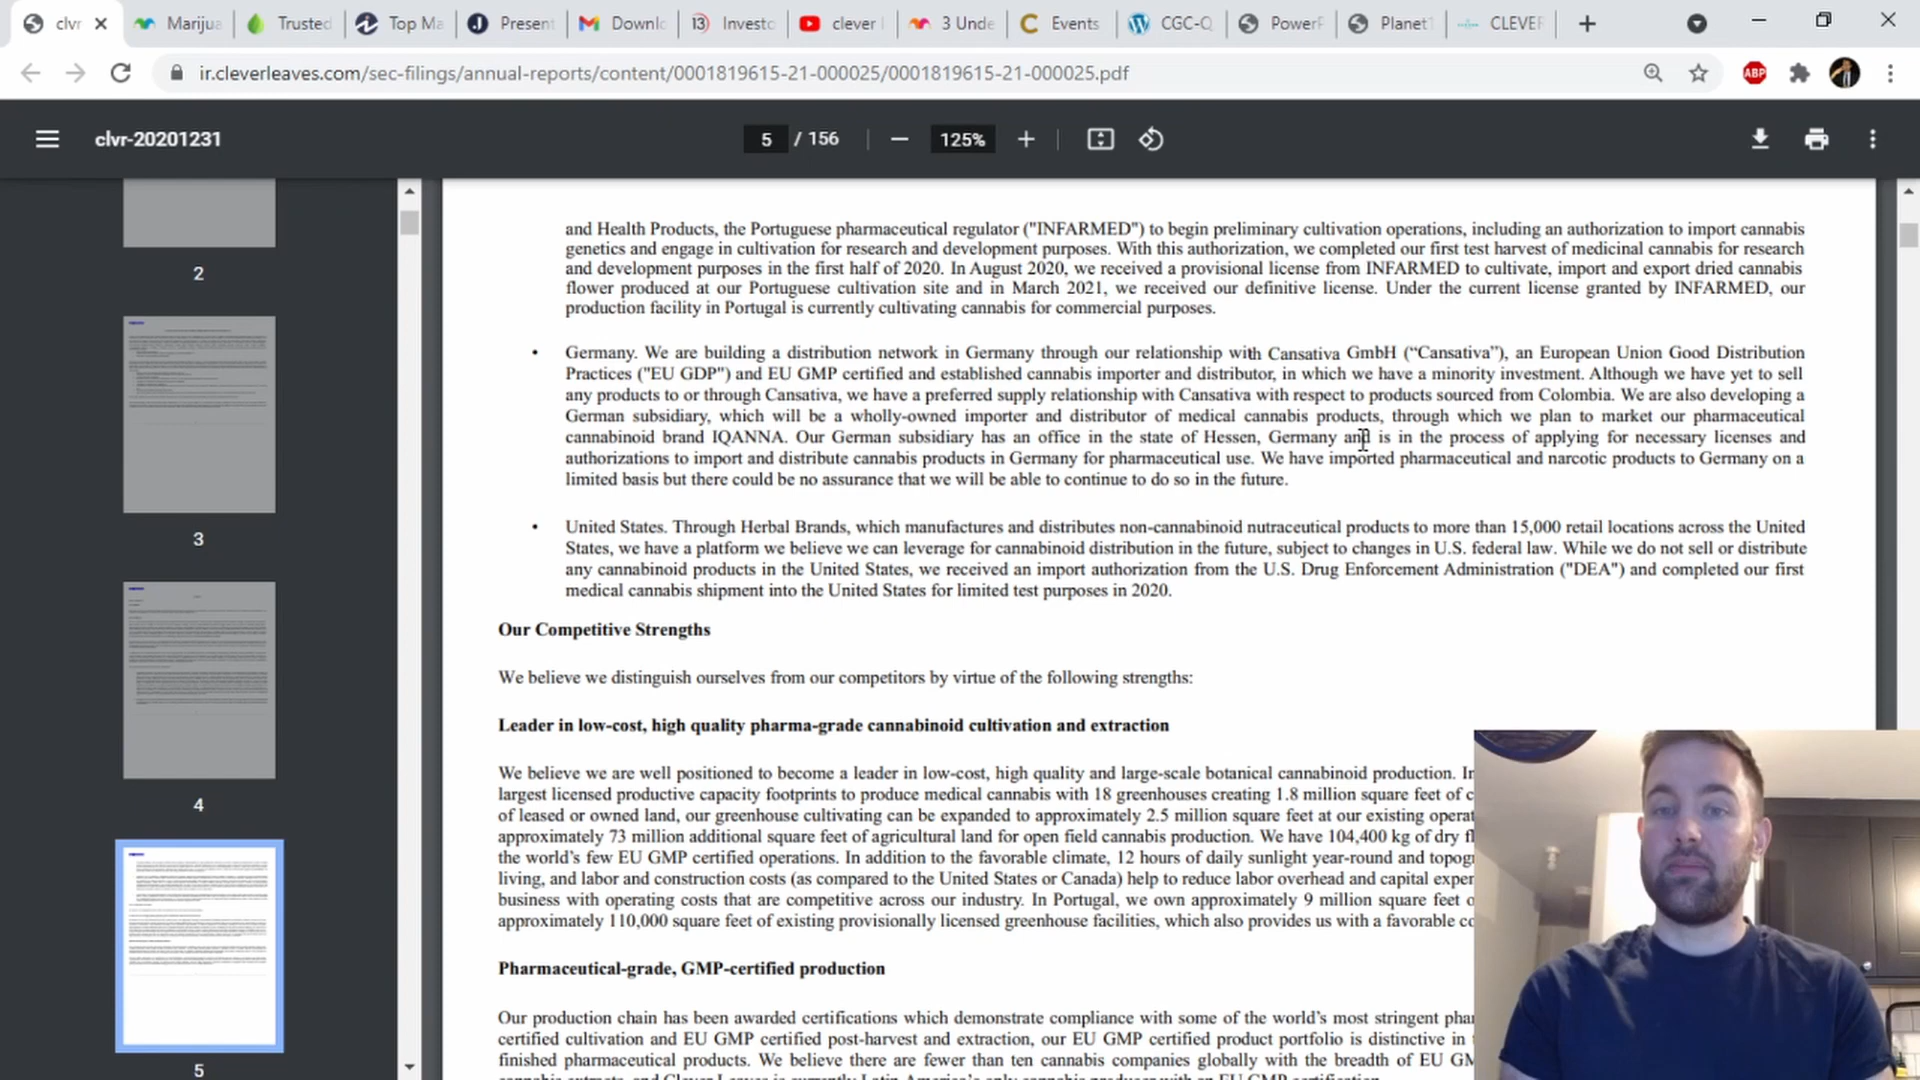 clvr
Marijua
Trusted
Top Ma
Present
Downlo
13 Investo
clever
3 Unde
Events
CGC-Q
PowerP
Planet
CLEVER
ir.cleverleaves.com/sec-filings/annual-reports/content/0001819615-21-000025/0001819615-21-000025.pdf
ABP
clvr-20201231
5 / 156
125%
2
3
4
5
and Health Products, the Portuguese pharmaceutical regulator ("INFARMED") to begin preliminary cultivation operations, including an authorization to import cannabis
genetics and engage in cultivation for research and development purposes. With this authorization, we completed our first test harvest of medicinal cannabis for research
and development purposes in the first half of 2020. In August 2020, we received a provisional license from INFARMED to cultivate, import and export dried cannabis
flower produced at our Portuguese cultivation site and in March 2021, we received our definitive license. Under the current license granted by INFARMED, our
production facility in Portugal is currently cultivating cannabis for commercial purposes.
• Germany. We are building a distribution network in Germany through our relationship with Cansativa GmbH (“Cansativa”), an European Union Good Distribution
Practices ("EU GDP") and EU GMP certified and established cannabis importer and distributor, in which we have a minority investment. Although we have yet to sell
any products to or through Cansativa, we have a preferred supply relationship with Cansativa with respect to products sourced from Colombia. We are also developing a
German subsidiary, which will be a wholly-owned importer and distributor of medical cannabis products, through which we plan to market our pharmaceutical
cannabinoid brand IQANNA. Our German subsidiary has an office in the state of Hessen, Germany and is in the process of applying for necessary licenses and
authorizations to import and distribute cannabis products in Germany for pharmaceutical use. We have imported pharmaceutical and narcotic products to Germany on a
limited basis but there could be no assurance that we will be able to continue to do so in the future.
• United States. Through Herbal Brands, which manufactures and distributes non-cannabinoid nutraceutical products to more than 15,000 retail locations across the United
States, we have a platform we believe we can leverage for cannabinoid distribution in the future, subject to changes in U.S. federal law. While we do not sell or distribute
any cannabinoid products in the United States, we received an import authorization from the U.S. Drug Enforcement Administration ("DEA") and completed our first
medical cannabis shipment into the United States for limited test purposes in 2020.
Our Competitive Strengths
We believe we distinguish ourselves from our competitors by virtue of the following strengths:
Leader in low-cost, high quality pharma-grade cannabinoid cultivation and extraction
We believe we are well positioned to become a leader in low-cost, high quality and large-scale botanical cannabinoid production. In
largest licensed productive capacity footprints to produce medical cannabis with 18 greenhouses creating 1.8 million square feet of c
of leased or owned land, our greenhouse cultivating can be expanded to approximately 2.5 million square feet at our existing operat
approximately 73 million additional square feet of agricultural land for open field cannabis production. We have 104,400 kg of dry fl
the world’s few EU GMP certified operations. In addition to the favorable climate, 12 hours of daily sunlight year-round and topog
living, and labor and construction costs (as compared to the United States or Canada) help to reduce labor overhead and capital exper
business with operating costs that are competitive across our industry. In Portugal, we own approximately 9 million square feet o
approximately 110,000 square feet of existing provisionally licensed greenhouse facilities, which also provides us with a favorable co
Pharmaceutical-grade, GMP-certified production
Our production chain has been awarded certifications which demonstrate compliance with some of the world’s most stringent phar
certified cultivation and EU GMP certified post-harvest and extraction, our EU GMP certified product portfolio is distinctive in
finished pharmaceutical products. We believe there are fewer than ten cannabis companies globally with the breadth of EU GM